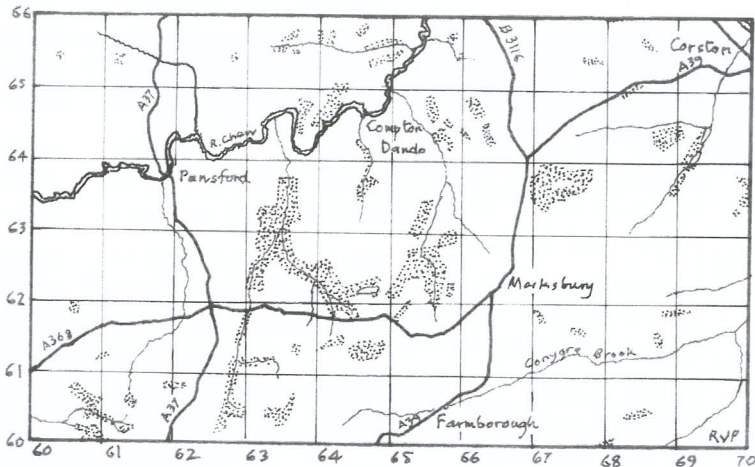 66
B3116
Corston
A39
65
A37
R. Chew
Compton
Dando
64
Pensford
63
62
Marksbury
A368
Conygre Brook
61
A37
A39
Farmborough
RVP
60
60 61 62 63 64 65 66 67 68 69 70